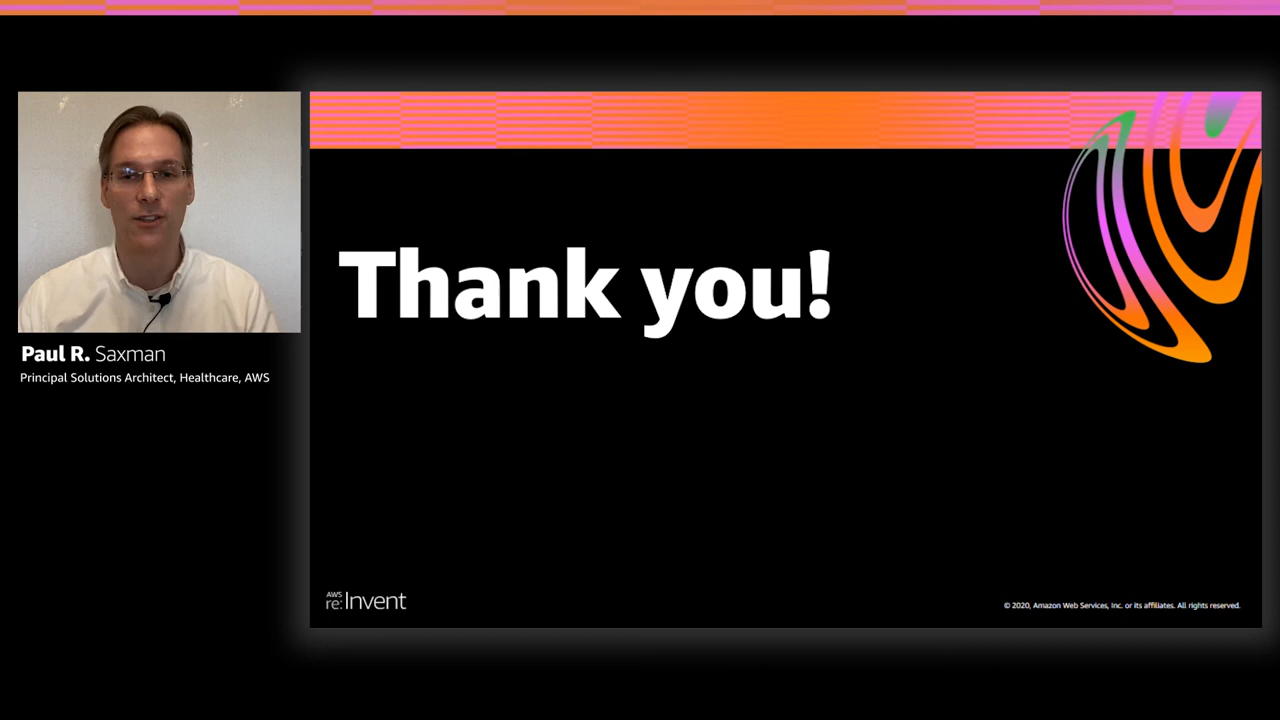 Thank you!
Paul R. Saxman
Principal Solutions Architect, Healthcare, AWS
AWS
re:Invent
© 2020, Amazon Web Services, Inc. or its affiliates. All rights reserved.